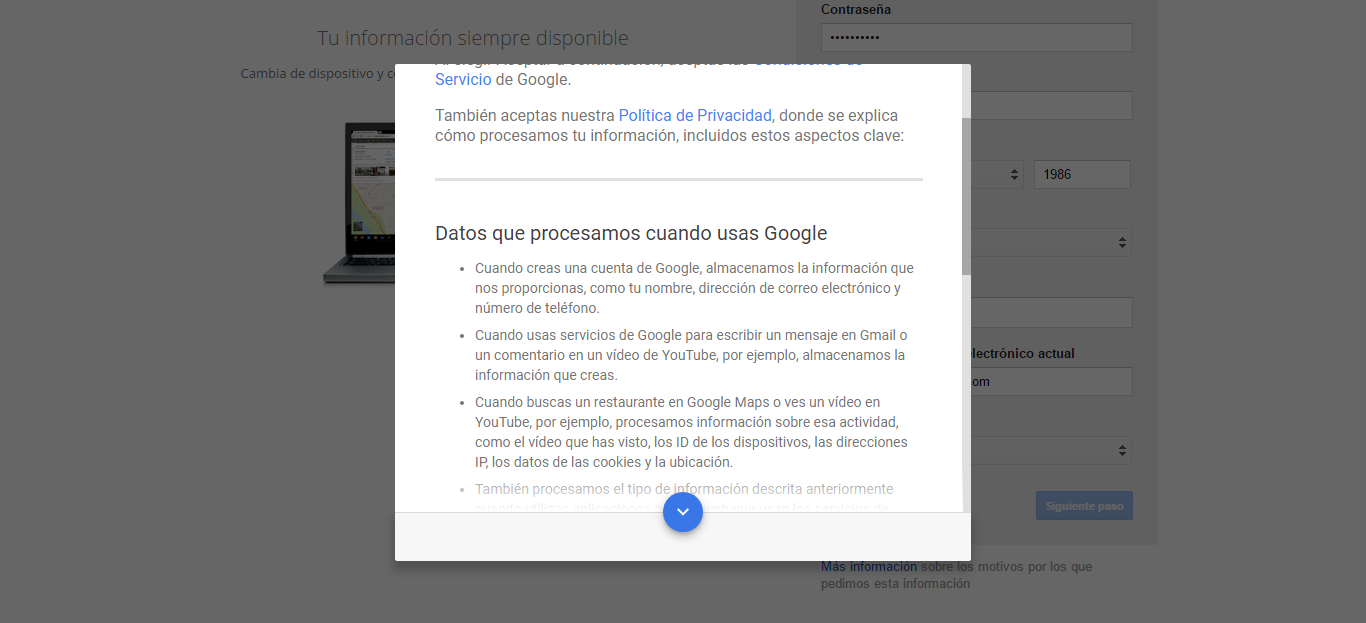 Contraseña
••••••••••
Tu información siempre disponible
Cambia de dispositivo y
Servicio de Google.
También aceptas nuestra Política de Privacidad, donde se explica
cómo procesamos tu información, incluidos estos aspectos clave:
1986
Datos que procesamos cuando usas Google
• Cuando creas una cuenta de Google, almacenamos la información que
nos proporcionas, como tu nombre, dirección de correo electrónico y
número de teléfono.
• Cuando usas servicios de Google para escribir un mensaje en Gmail o
un comentario en un vídeo de YouTube, por ejemplo, almacenamos la
información que creas.
• Cuando buscas un restaurante en Google Maps o ves un vídeo en
YouTube, por ejemplo, procesamos información sobre esa actividad,
como el vídeo que has visto, los ID de los dispositivos, las direcciones
IP, los datos de las cookies y la ubicación.
• También procesamos el tipo de información descrita anteriormente
lectrónico actual
om
Siguiente paso
Más información sobre los motivos por los que
pedimos esta información